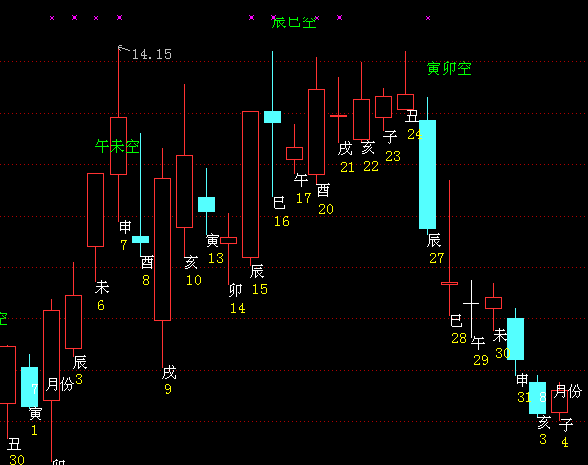 辰巳空
14.15
寅卯空
午未空
丑
30
7
寅
1
月份
卯
辰
3
未
6
申
7
酉
8
戌
9
亥
10
寅
13
卯
14
辰
15
巳
16
午
17
酉
20
戌
21
亥
22
子
23
丑
24
辰
27
巳
28
午
29
未
30
申
31
8
月份
亥
3
子
4